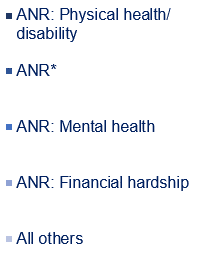 ANR: Physical health/
disability
ANR*
ANR: Mental health
ANR: Financial hardship
All others